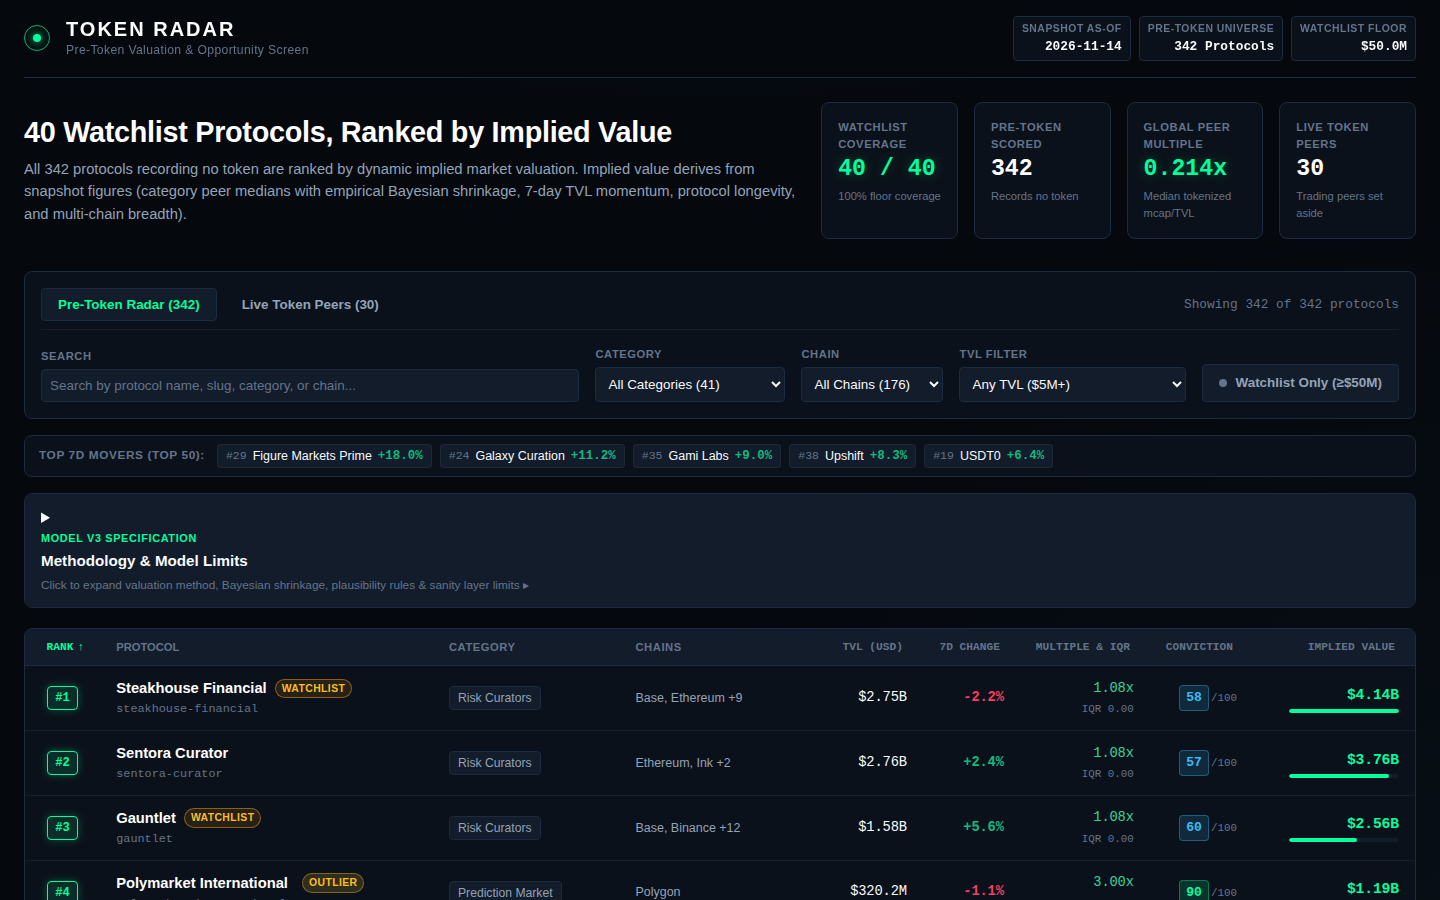 TOKEN RADAR
Pre-Token Valuation & Opportunity Screen
SNAPSHOT AS-OF
2026-11-14
PRE-TOKEN UNIVERSE
342 Protocols
WATCHLIST FLOOR
$50.0M
40 Watchlist Protocols, Ranked by Implied Value
All 342 protocols recording no token are ranked by dynamic implied market valuation. Implied value derives from
snapshot figures (category peer medians with empirical Bayesian shrinkage, 7-day TVL momentum, protocol longevity,
and multi-chain breadth).
WATCHLIST
COVERAGE
40 / 40
100% floor coverage
PRE-TOKEN
SCORED
342
Records no token
GLOBAL PEER
MULTIPLE
0.214x
Median tokenized
mcap/TVL
LIVE TOKEN
PEERS
30
Trading peers set
aside
Pre-Token Radar (342)
Live Token Peers (30)
Showing 342 of 342 protocols
SEARCH
Search by protocol name, slug, category, or chain...
CATEGORY
All Categories (41)
CHAIN
All Chains (176)
TVL FILTER
Any TVL ($5M+)
Watchlist Only (≥$50M)
TOP 7D MOVERS (TOP 50):
#29 Figure Markets Prime +18.0%
#24 Galaxy Curation +11.2%
#35 Gami Labs +9.0%
#38 Upshift +8.3%
#19 USDT0 +6.4%
▶
MODEL V3 SPECIFICATION
Methodology & Model Limits
Click to expand valuation method, Bayesian shrinkage, plausibility rules & sanity layer limits ▸
RANK ↑ PROTOCOL CATEGORY CHAINS TVL (USD) 7D CHANGE MULTIPLE & IQR CONVICTION IMPLIED VALUE
#1 Steakhouse Financial WATCHLIST Risk Curators Base, Ethereum +9 $2.75B -2.2% 1.08x 58 /100 $4.14B
steakhouse-financial IQR 0.00
#2 Sentora Curator Risk Curators Ethereum, Ink +2 $2.76B +2.4% 1.08x 57 /100 $3.76B
sentora-curator IQR 0.00
#3 Gauntlet WATCHLIST Risk Curators Base, Binance +12 $1.58B +5.6% 1.08x 60 /100 $2.56B
gauntlet IQR 0.00
#4 Polymarket International OUTLIER Prediction Market Polygon $320.2M -1.1% 3.00x 90 /100 $1.19B